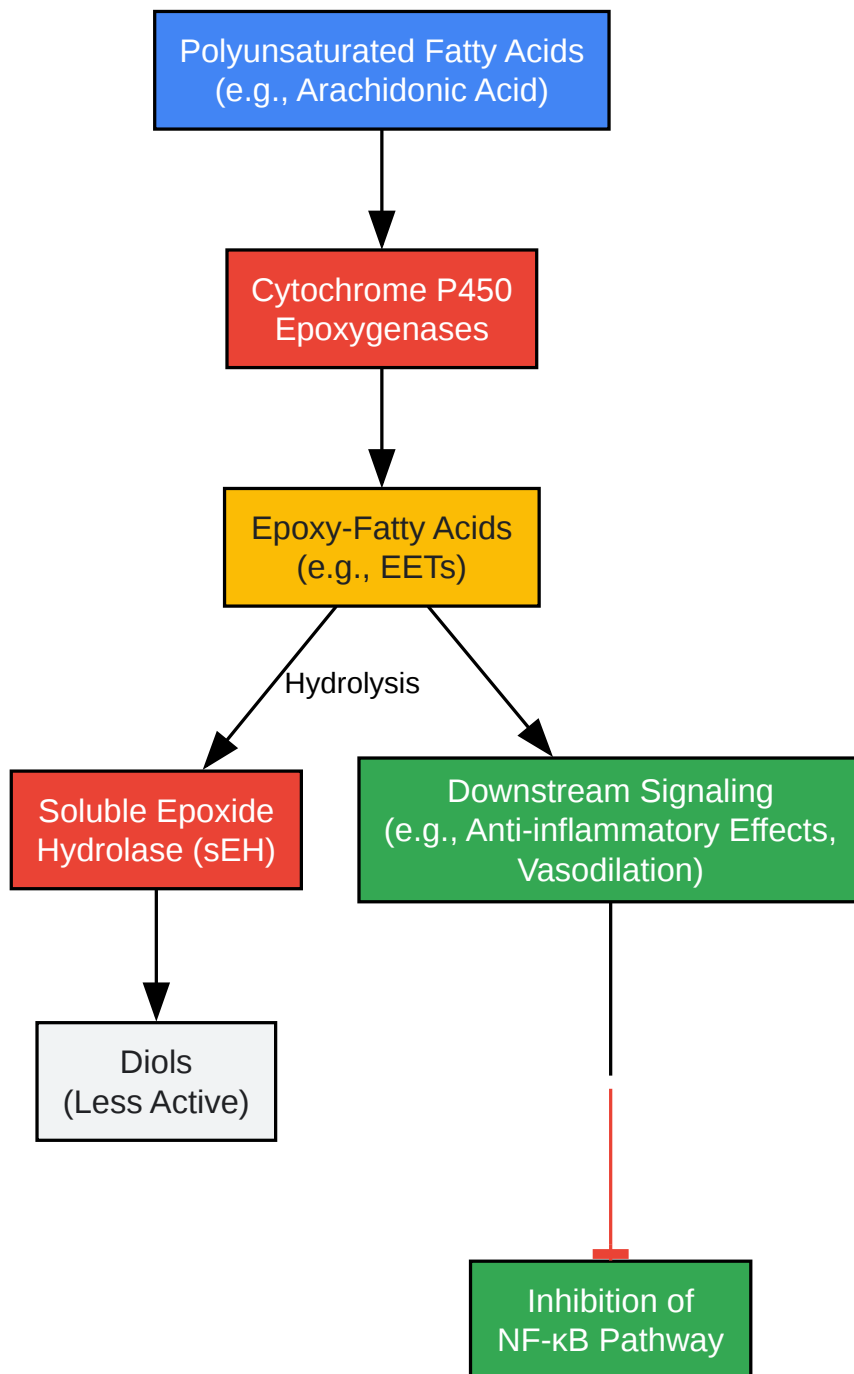 Polyunsaturated Fatty Acids
(e.g., Arachidonic Acid)
Cytochrome P450
Epoxygenases
Epoxy-Fatty Acids
(e.g., EETs)
Hydrolysis
Soluble Epoxide
Hydrolase (sEH)
Downstream Signaling
(e.g., Anti-inflammatory Effects,
Vasodilation)
Diols
(Less Active)
Inhibition of
NF-κB Pathway